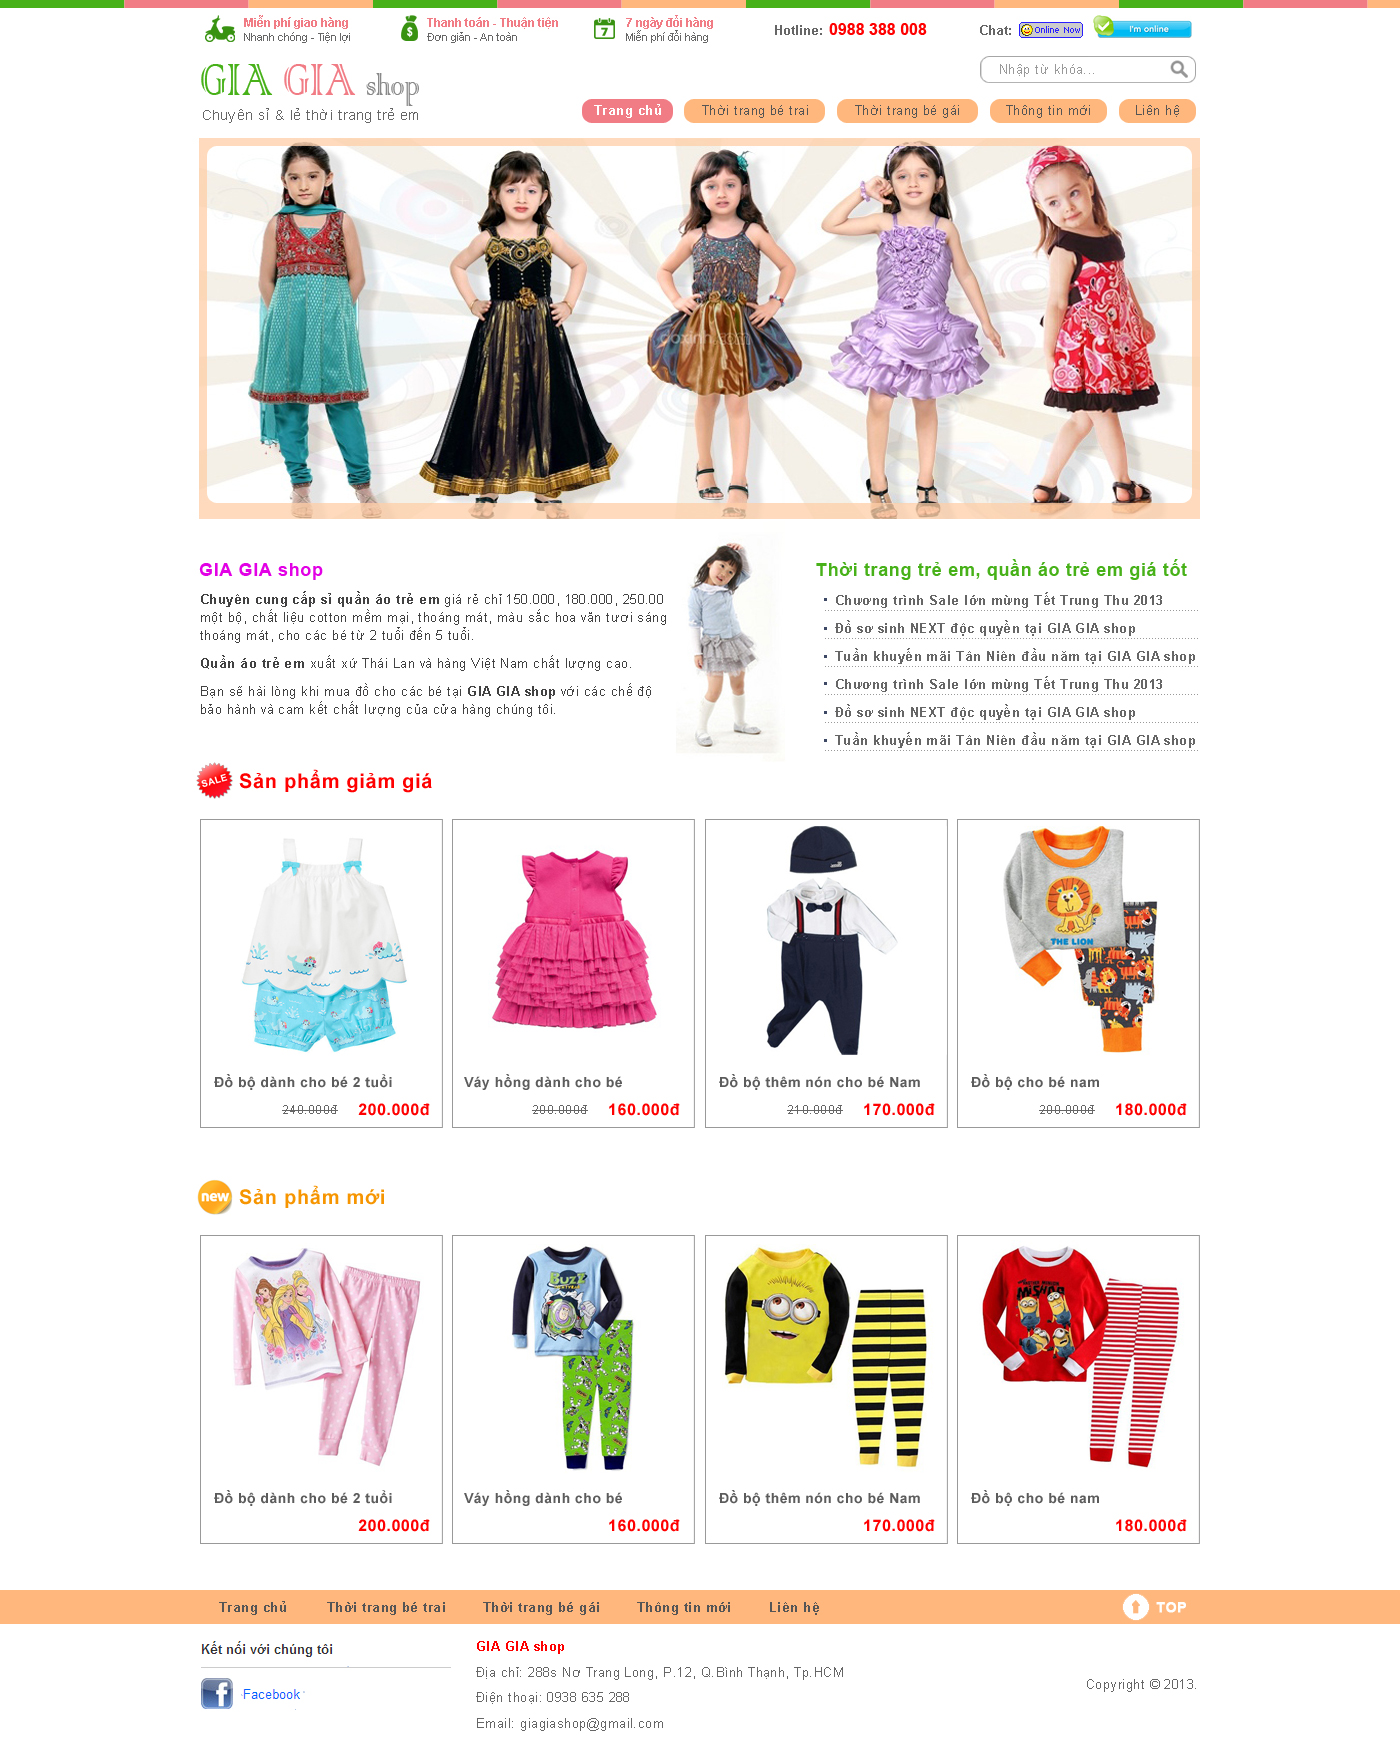 Miễn phí giao hàng
Nhanh chóng - Tiện lợi
Thanh toán - Thuận tiện
Đơn giản - An toàn
7
7 ngày đổi hàng
Miễn phí đổi hàng
Hotline: 0988 388 008
Chat:
Online Now
I'm online
GIA GIA shop
Chuyên sỉ & lẻ thời trang trẻ em
Nhập từ khóa...
Trang chủ
Thời trang bé trai
Thời trang bé gái
Thông tin mới
Liên hệ
GIA GIA shop
Chuyên cung cấp sỉ quần áo trẻ em giá rẻ chỉ 150.000, 180.000, 250.00
một bộ, chất liệu cotton mềm mại, thoáng mát, màu sắc hoa văn tươi sáng
thoáng mát, cho các bé từ 2 tuổi đến 5 tuổi.
Quần áo trẻ em xuất xứ Thái Lan và hàng Việt Nam chất lượng cao.
Bạn sẽ hài lòng khi mua đồ cho các bé tại GIA GIA shop với các chế độ
bảo hành và cam kết chất lượng của cửa hàng chúng tôi.
Thời trang trẻ em, quần áo trẻ em giá tốt
Chương trình Sale lớn mừng Tết Trung Thu 2013
Đồ sơ sinh NEXT độc quyền tại GIA GIA shop
Tuần khuyến mãi Tân Niên đầu năm tại GIA GIA shop
Chương trình Sale lớn mừng Tết Trung Thu 2013
Đồ sơ sinh NEXT độc quyền tại GIA GIA shop
Tuần khuyến mãi Tân Niên đầu năm tại GIA GIA shop
SALE
Sản phẩm giảm giá
THE LION
Đồ bộ dành cho bé 2 tuổi
240.000đ 200.000đ
Váy hồng dành cho bé
200.000đ 160.000đ
Đồ bộ thêm nón cho bé Nam
210.000đ 170.000đ
Đồ bộ cho bé nam
200.000đ 180.000đ
new
Sản phẩm mới
BUZZ
Đồ bộ dành cho bé 2 tuổi
200.000đ
Váy hồng dành cho bé
160.000đ
Đồ bộ thêm nón cho bé Nam
170.000đ
Đồ bộ cho bé nam
180.000đ
Trang chủ
Thời trang bé trai
Thời trang bé gái
Thông tin mới
Liên hệ
TOP
Kết nối với chúng tôi
Facebook
GIA GIA shop
Địa chỉ: 288s Nơ Trang Long, P.12, Q.Bình Thạnh, Tp.HCM
Điện thoại: 0938 635 288
Email: giagiashop@gmail.com
Copyright © 2013.